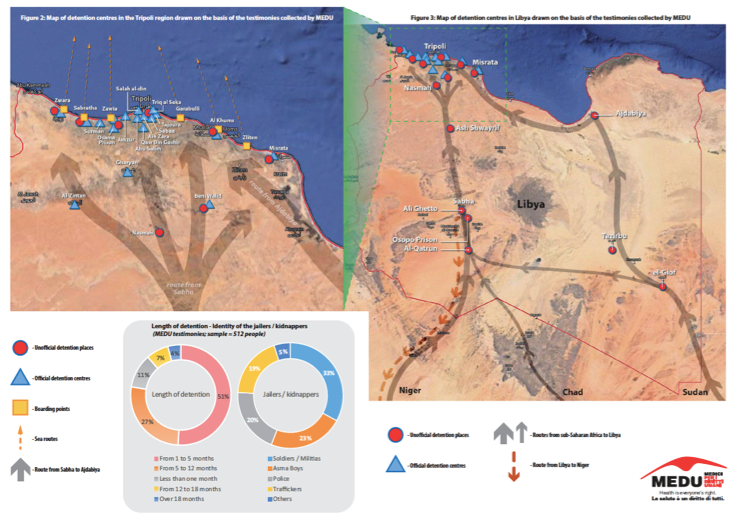 Figure 2: Map of detention centres in the Tripoli region drawn on the basis of the testimonies collected by MEDU
Figure 3: Map of detention centres in Libya drawn on the basis of the testimonies collected by MEDU
Zuara
Sabratha
Zawia
Salah al-din
Tripoli
Triq al Seka
Garabulli
Surman
Osama
Prison
Janzur
Tajoura
Sabaa
Ain Zara
Qasr Bin Gashir
Abu Salim
Al Khums
Zliten
Misrata
Gharyan
Al Zintan
Beni Walid
Nasmah
route from
Sabha
Tripoli
Misrata
Nasmah
Ash Shwayrif
Ajdabiya
Sabha
Ali Ghetto
Libya
Osopo Prison
Al-Qatrun
Tazirbu
Niger
Chad
Sudan
Length of detention - Identity of the jailers / kidnappers
(MEDU testimonies; sample = 512 people)
Length of detention
51%
27%
11%
7%
4%
Jailers / kidnappers
33%
23%
20%
19%
5%
From 1 to 5 months
From 5 to 12 months
Less than one month
From 12 to 18 months
Over 18 months
Soldiers / Militias
Asma Boys
Police
Traffickers
Others
- Unofficial detention places
- Official detention centres
- Boarding points
- Sea routes
- Route from Sabha to Ajdabiya
- Unofficial detention places
- Official detention centres
- Routes from sub-Saharan Africa to Libya
- Route from Libya to Niger
MEDU
MEDICI
PER I
DIRITTI
UMANI
Health is everyone's right.
La salute è un diritto di tutti.